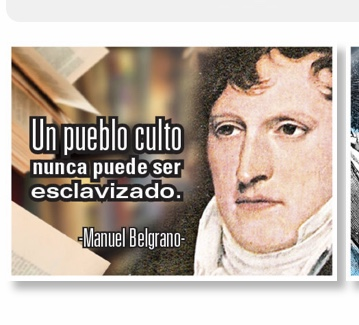 Un pueblo culto
nunca puede ser
esclavizado.
-Manuel Belgrano-